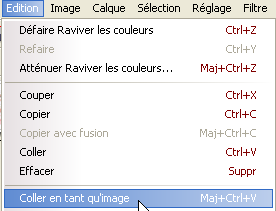 Edition Image Calque Sélection Réglage Filtre
Défaire Raviver les couleurs Ctrl+Z
Refaire Ctrl+Y
Atténuer Raviver les couleurs... Maj+Ctrl+Z
Couper Ctrl+X
Copier Ctrl+C
Copier avec fusion Maj+Ctrl+C
Coller Ctrl+V
Effacer Suppr
Coller en tant qu'image Maj+Ctrl+V